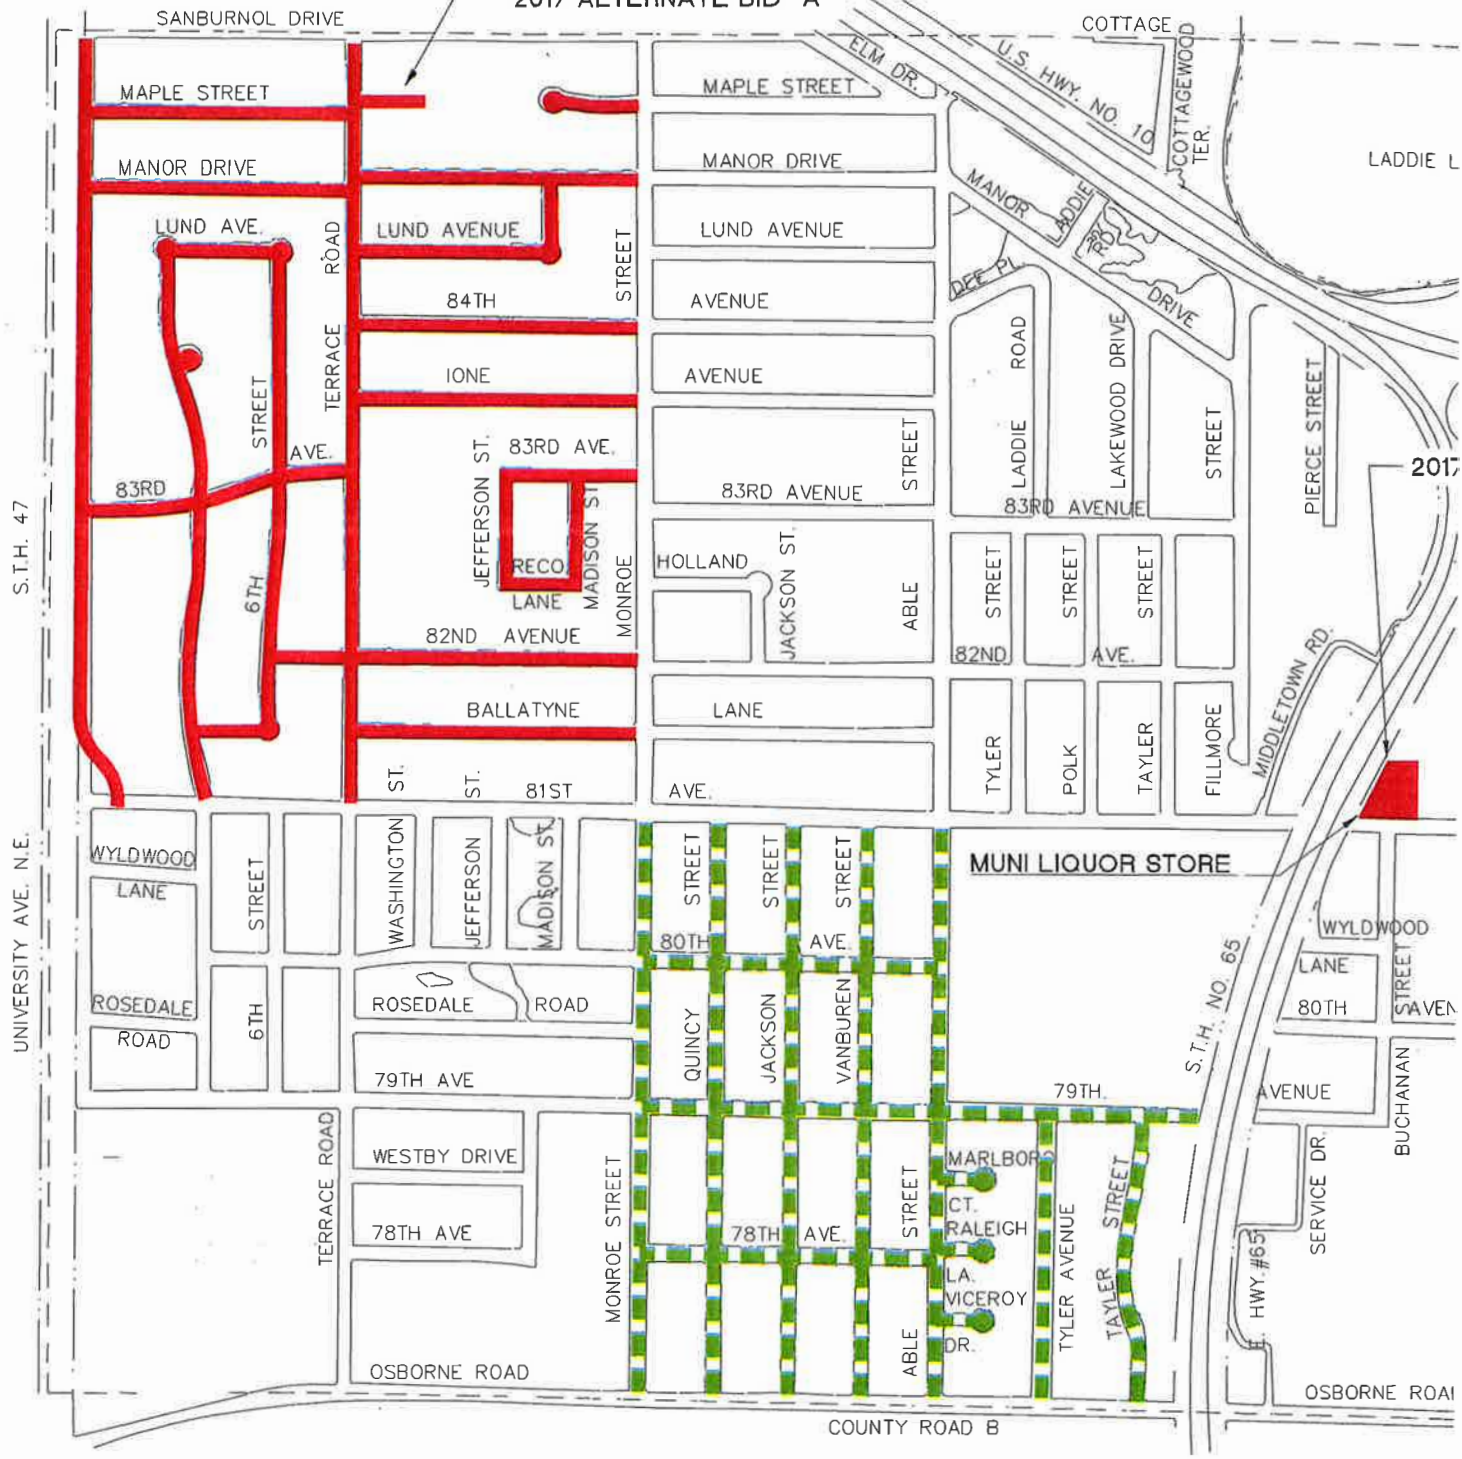 2017 ALTERNATE BID "A"
SANBURNOL DRIVE
COTTAGE
COTTAGEWOOD
TER.
ELM DR.
U.S. HWY. NO. 10
MAPLE STREET
MAPLE STREET
MANOR DRIVE
MANOR DRIVE
LADDIE L
MANOR
DRIVE
LADDIE
RD.
LUND AVE.
LUND AVENUE
LUND AVENUE
DEE PL.
84TH
AVENUE
IONE
AVENUE
TERRACE
ROAD
STREET
STREET
LADDIE
ROAD
LAKEWOOD DRIVE
STREET
PIERCE STREET
2017
83RD
AVE.
83RD AVE.
83RD AVENUE
83RD AVENUE
STREET
JEFFERSON ST.
RECO
LANE
MADISON ST.
MONROE
HOLLAND
JACKSON ST.
ABLE
STREET
STREET
STREET
S.T.H. 47
6TH
82ND AVENUE
82ND
AVE.
MIDDLETOWN RD.
BALLATYNE
LANE
TYLER
POLK
TAYLER
FILLMORE
ST.
ST.
81ST
AVE.
MUNI LIQUOR STORE
UNIVERSITY AVE. N.E.
WYLDWOOD
LANE
STREET
WASHINGTON
JEFFERSON
MADISON ST.
STREET
STREET
STREET
80TH
AVE.
WYLDWOOD
LANE
STREET
80TH
AVEN
S.T.H. NO. 65
ROSEDALE
ROAD
6TH
ROSEDALE
ROAD
QUINCY
JACKSON
VANBUREN
79TH AVE
79TH.
AVENUE
BUCHANAN
TERRACE ROAD
WESTBY DRIVE
78TH AVE
MONROE STREET
78TH
AVE.
STREET
MARLBORO
CT.
RALEIGH
LA.
VICEROY
DR.
TYLER AVENUE
TAYLER STREET
SERVICE DR.
E. HWY.#65
ABLE
OSBORNE ROAD
OSBORNE ROA
COUNTY ROAD B